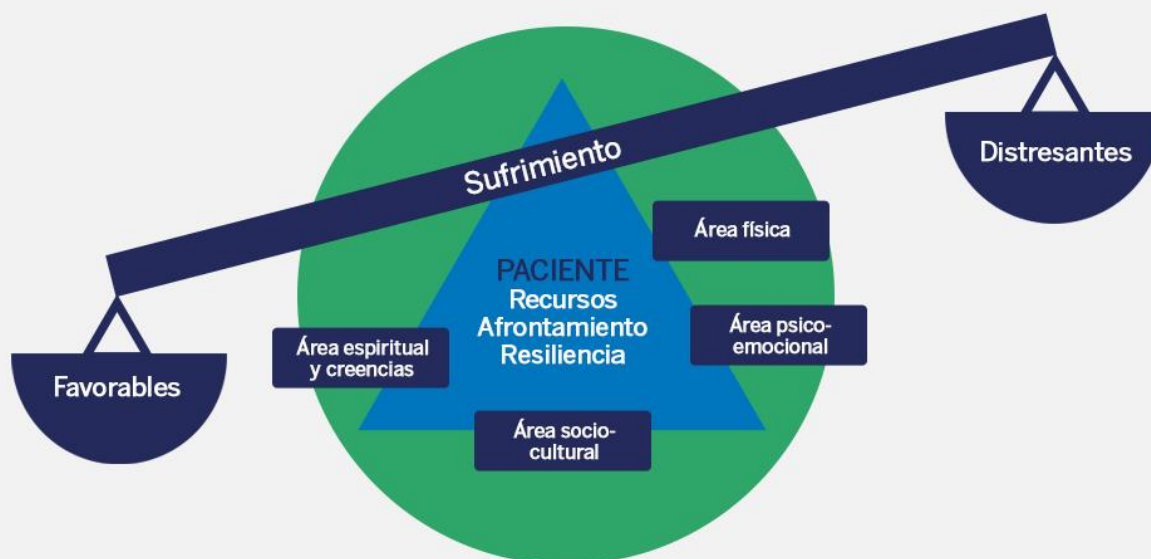 Sufrimiento
Distresantes
Favorables
PACIENTE
Recursos
Afrontamiento
Resiliencia
Área física
Área psico-
emocional
Área espiritual
y creencias
Área socio-
cultural